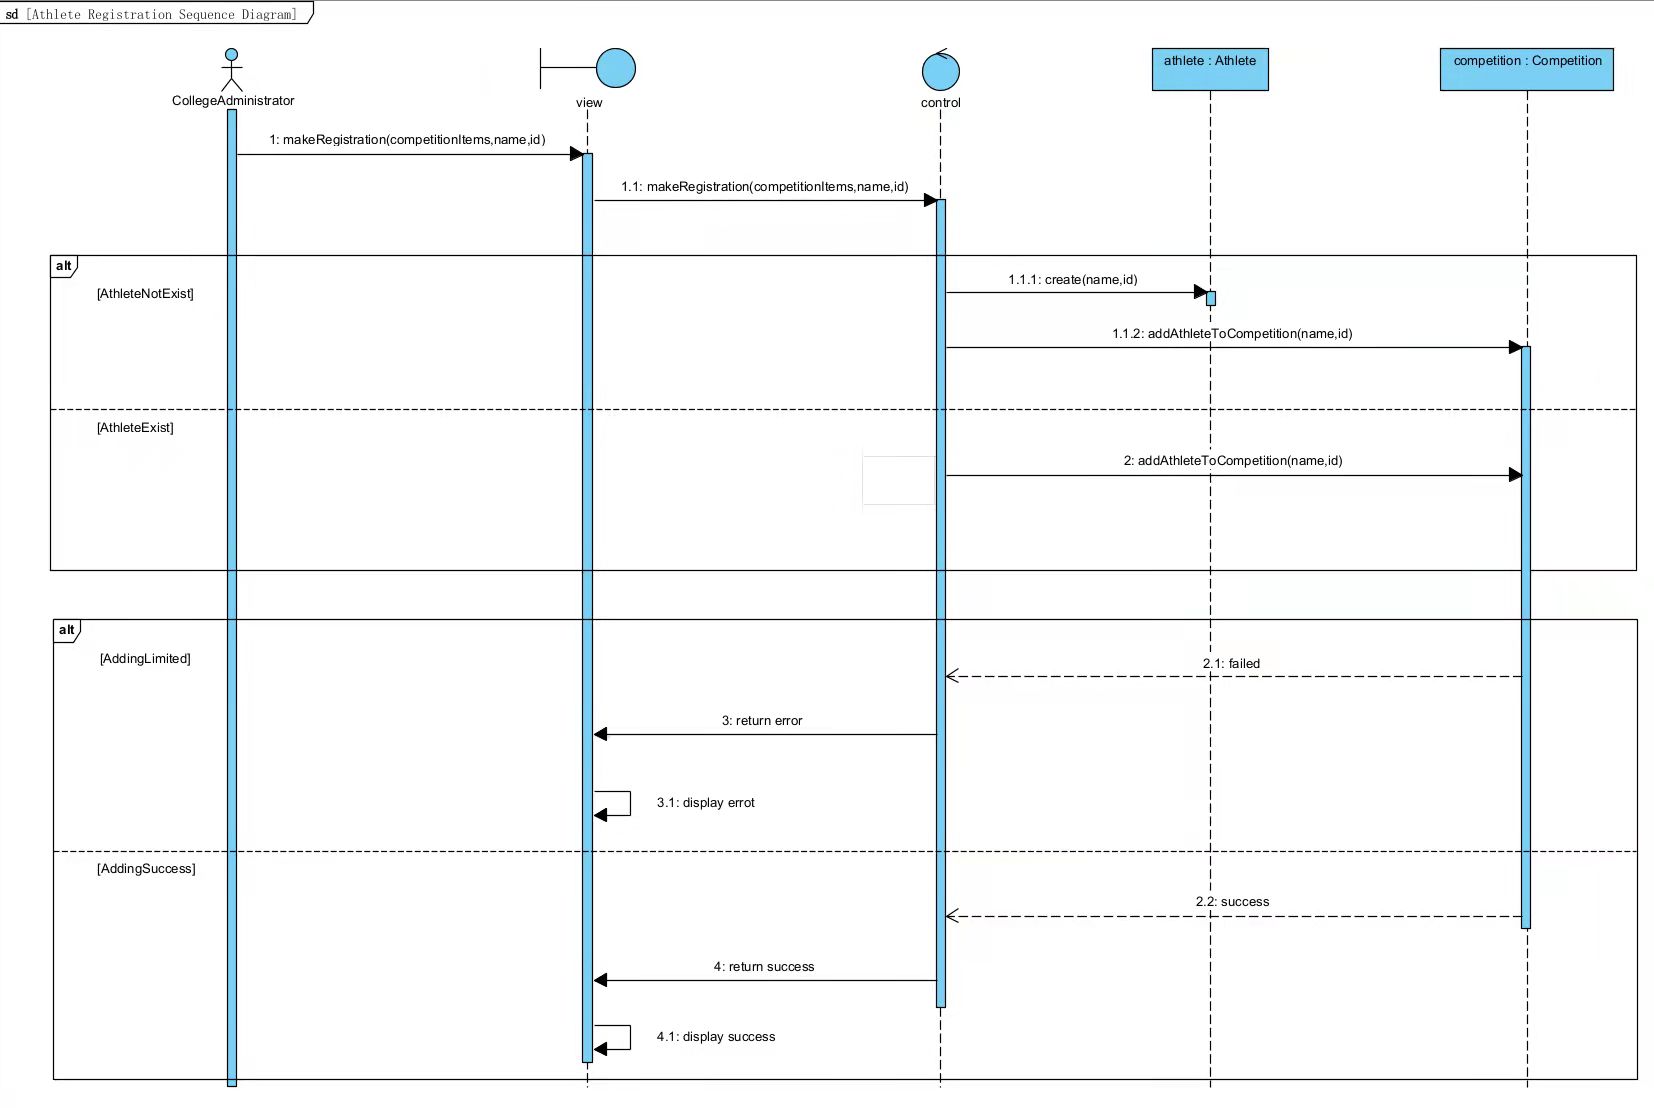 sd [Athlete Registration Sequence Diagram]
CollegeAdministrator
view
control
athlete : Athlete
competition : Competition
1: makeRegistration(competitionItems,name,id)
1.1: makeRegistration(competitionItems,name,id)
alt
[AthleteNotExist]
1.1.1: create(name,id)
1.1.2: addAthleteToCompetition(name,id)
[AthleteExist]
2: addAthleteToCompetition(name,id)
alt
[AddingLimited]
2.1: failed
3: return error
3.1: display errot
[AddingSuccess]
2.2: success
4: return success
4.1: display success